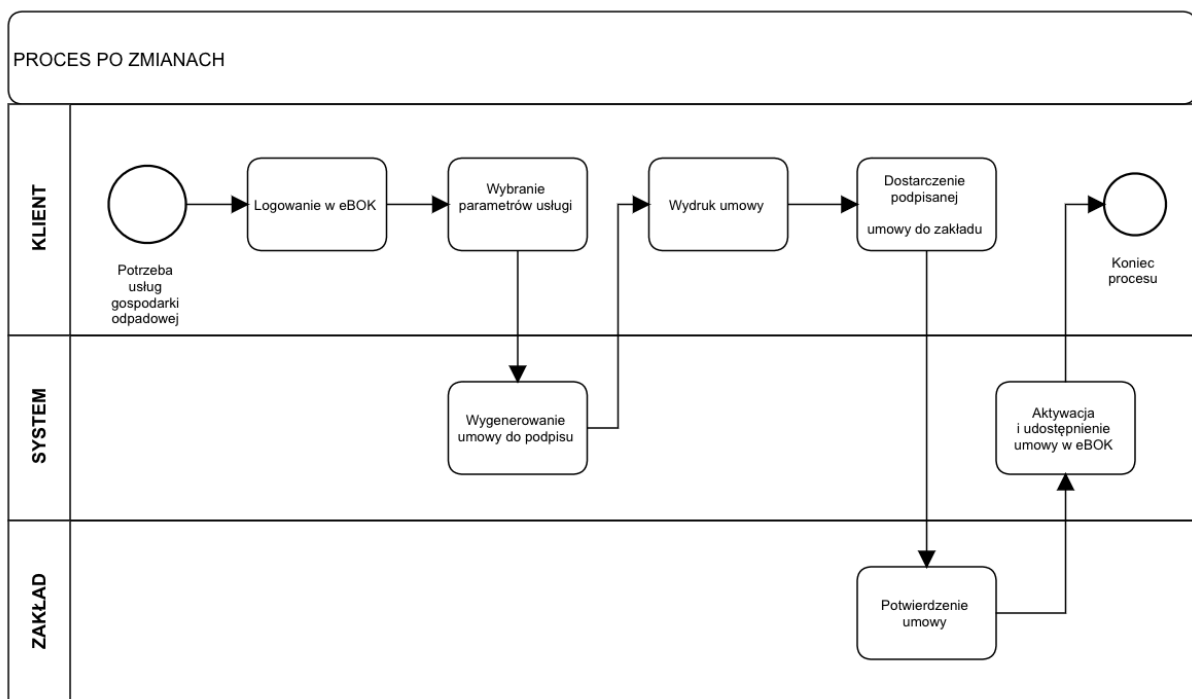 PROCES PO ZMIANACH
KLIENT
Potrzeba
usług
gospodarki
odpadowej
Logowanie w eBOK
Wybranie
parametrów usługi
Wydruk umowy
Dostarczenie
podpisanej
umowy do zakładu
Koniec
procesu
SYSTEM
Wygenerowanie
umowy do podpisu
Aktywacja
i udostępnienie
umowy w eBOK
ZAKŁAD
Potwierdzenie
umowy